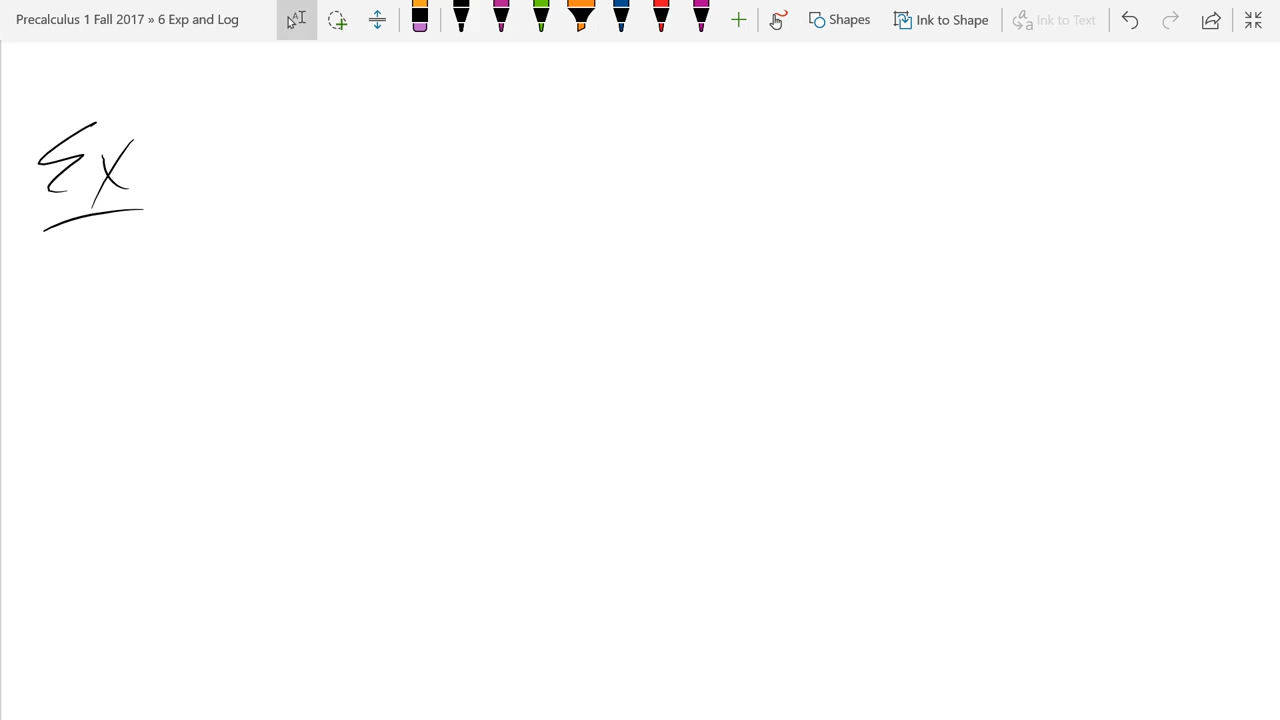 Precalculus 1 Fall 2017 » 6 Exp and Log
Shapes
Ink to Shape
Ink to Text
Ex